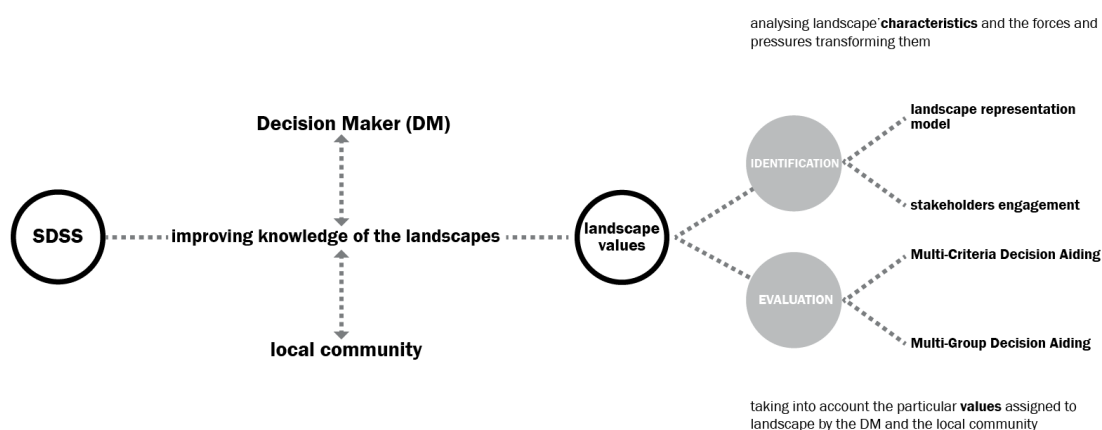 analysing landscape'characteristics and the forces and
pressures transforming them
Decision Maker (DM)
landscape representation
model
IDENTIFICATION
stakeholders engagement
SDSS
improving knowledge of the landscapes
landscape
values
Multi-Criteria Decision Aiding
EVALUATION
Multi-Group Decision Aiding
local community
taking into account the particular values assigned to
landscape by the DM and the local community